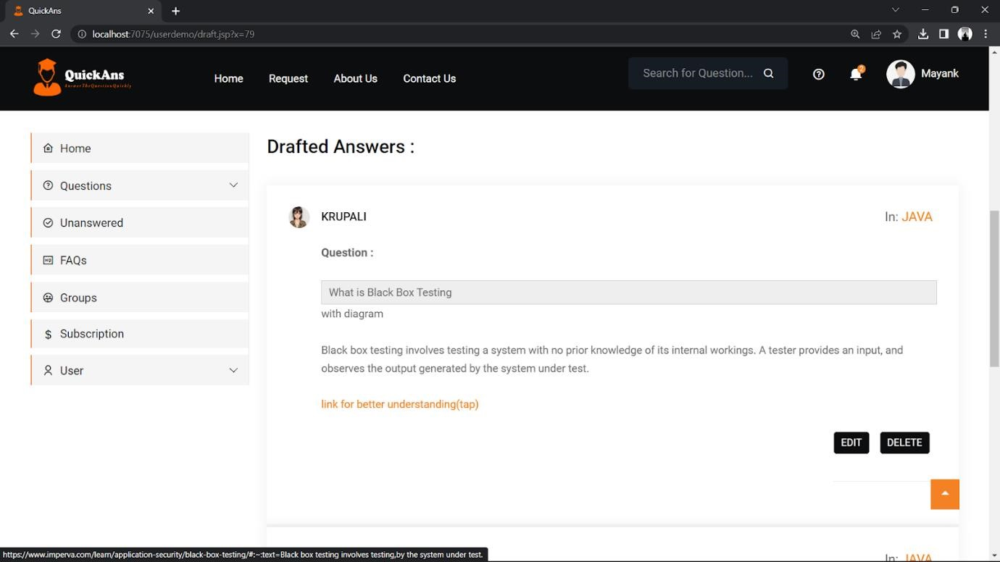 QuickAns
localhost:7075/userdemo/draft.jsp?x=79
QuickAns
AnswerTheQuestionQuickly
Home
Request
About Us
Contact Us
Search for Question...
2
Mayank
Home
Questions
Unanswered
FAQs
Groups
$ Subscription
User
Drafted Answers :
KRUPALI
In: JAVA
Question :
What is Black Box Testing
with diagram
Black box testing involves testing a system with no prior knowledge of its internal workings. A tester provides an input, and
observes the output generated by the system under test.
link for better understanding(tap)
EDIT
DELETE
In: JAVA
https://www.imperva.com/learn/application-security/black-box-testing/#:~:text=Black box testing involves testing,by the system under test.